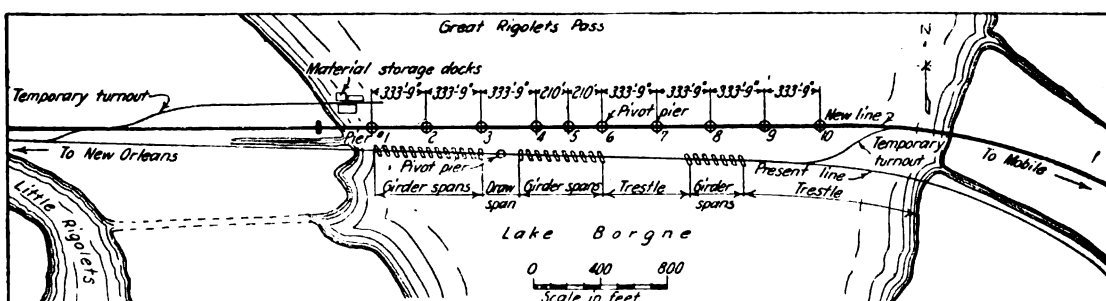 Great Rigolets Pass
Material storage docks
Temporary turnout
333'-9" 333'-9" 333'-9" 210' 210' 333'-9" 333'-9" 333'-9" 333'-9"
Pivot pier
New line
Pier #1 2 3 4 5 6 7 8 9 10
N
To New Orleans
Temporary turnout
To Mobile
Pivot pier
Present line
Girder spans
Draw span
Girder spans
Trestle
Girder spans
Trestle
Little Rigolets
Lake Borgne
0 400 800
Scale in feet